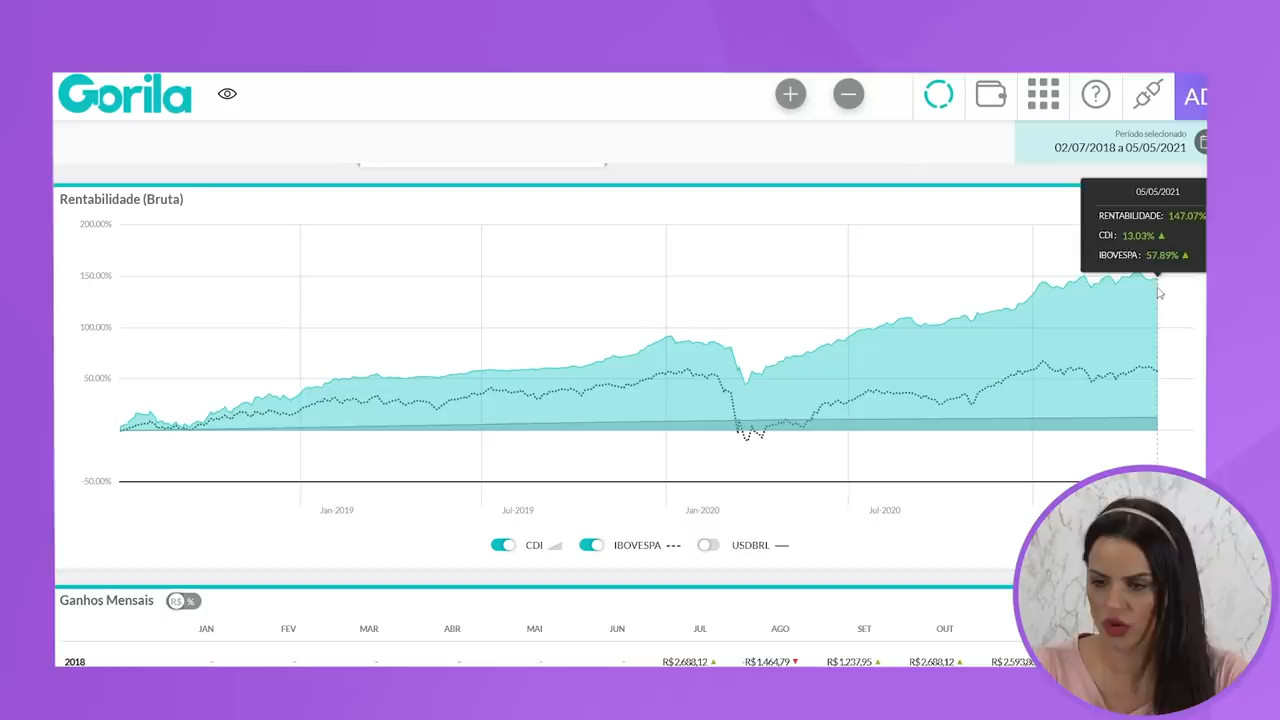 Gorila
AD
Período selecionado
02/07/2018 a 05/05/2021
Rentabilidade (Bruta)
05/05/2021
RENTABILIDADE: 147.07%
CDI: 13.03% ▲
IBOVESPA: 57.89% ▲
200.00%
150.00%
100.00%
50.00%
-50.00%
Jan-2019 Jul-2019 Jan-2020 Jul-2020
CDI IBOVESPA USDBRL
Ganhos Mensais R$ %
JAN FEV MAR ABR MAI JUN JUL AGO SET OUT
2018 - - - - - - R$2.688,12 ▲ -R$1.464,79 ▼ R$1.237,95 ▲ R$2.688,12 ▲